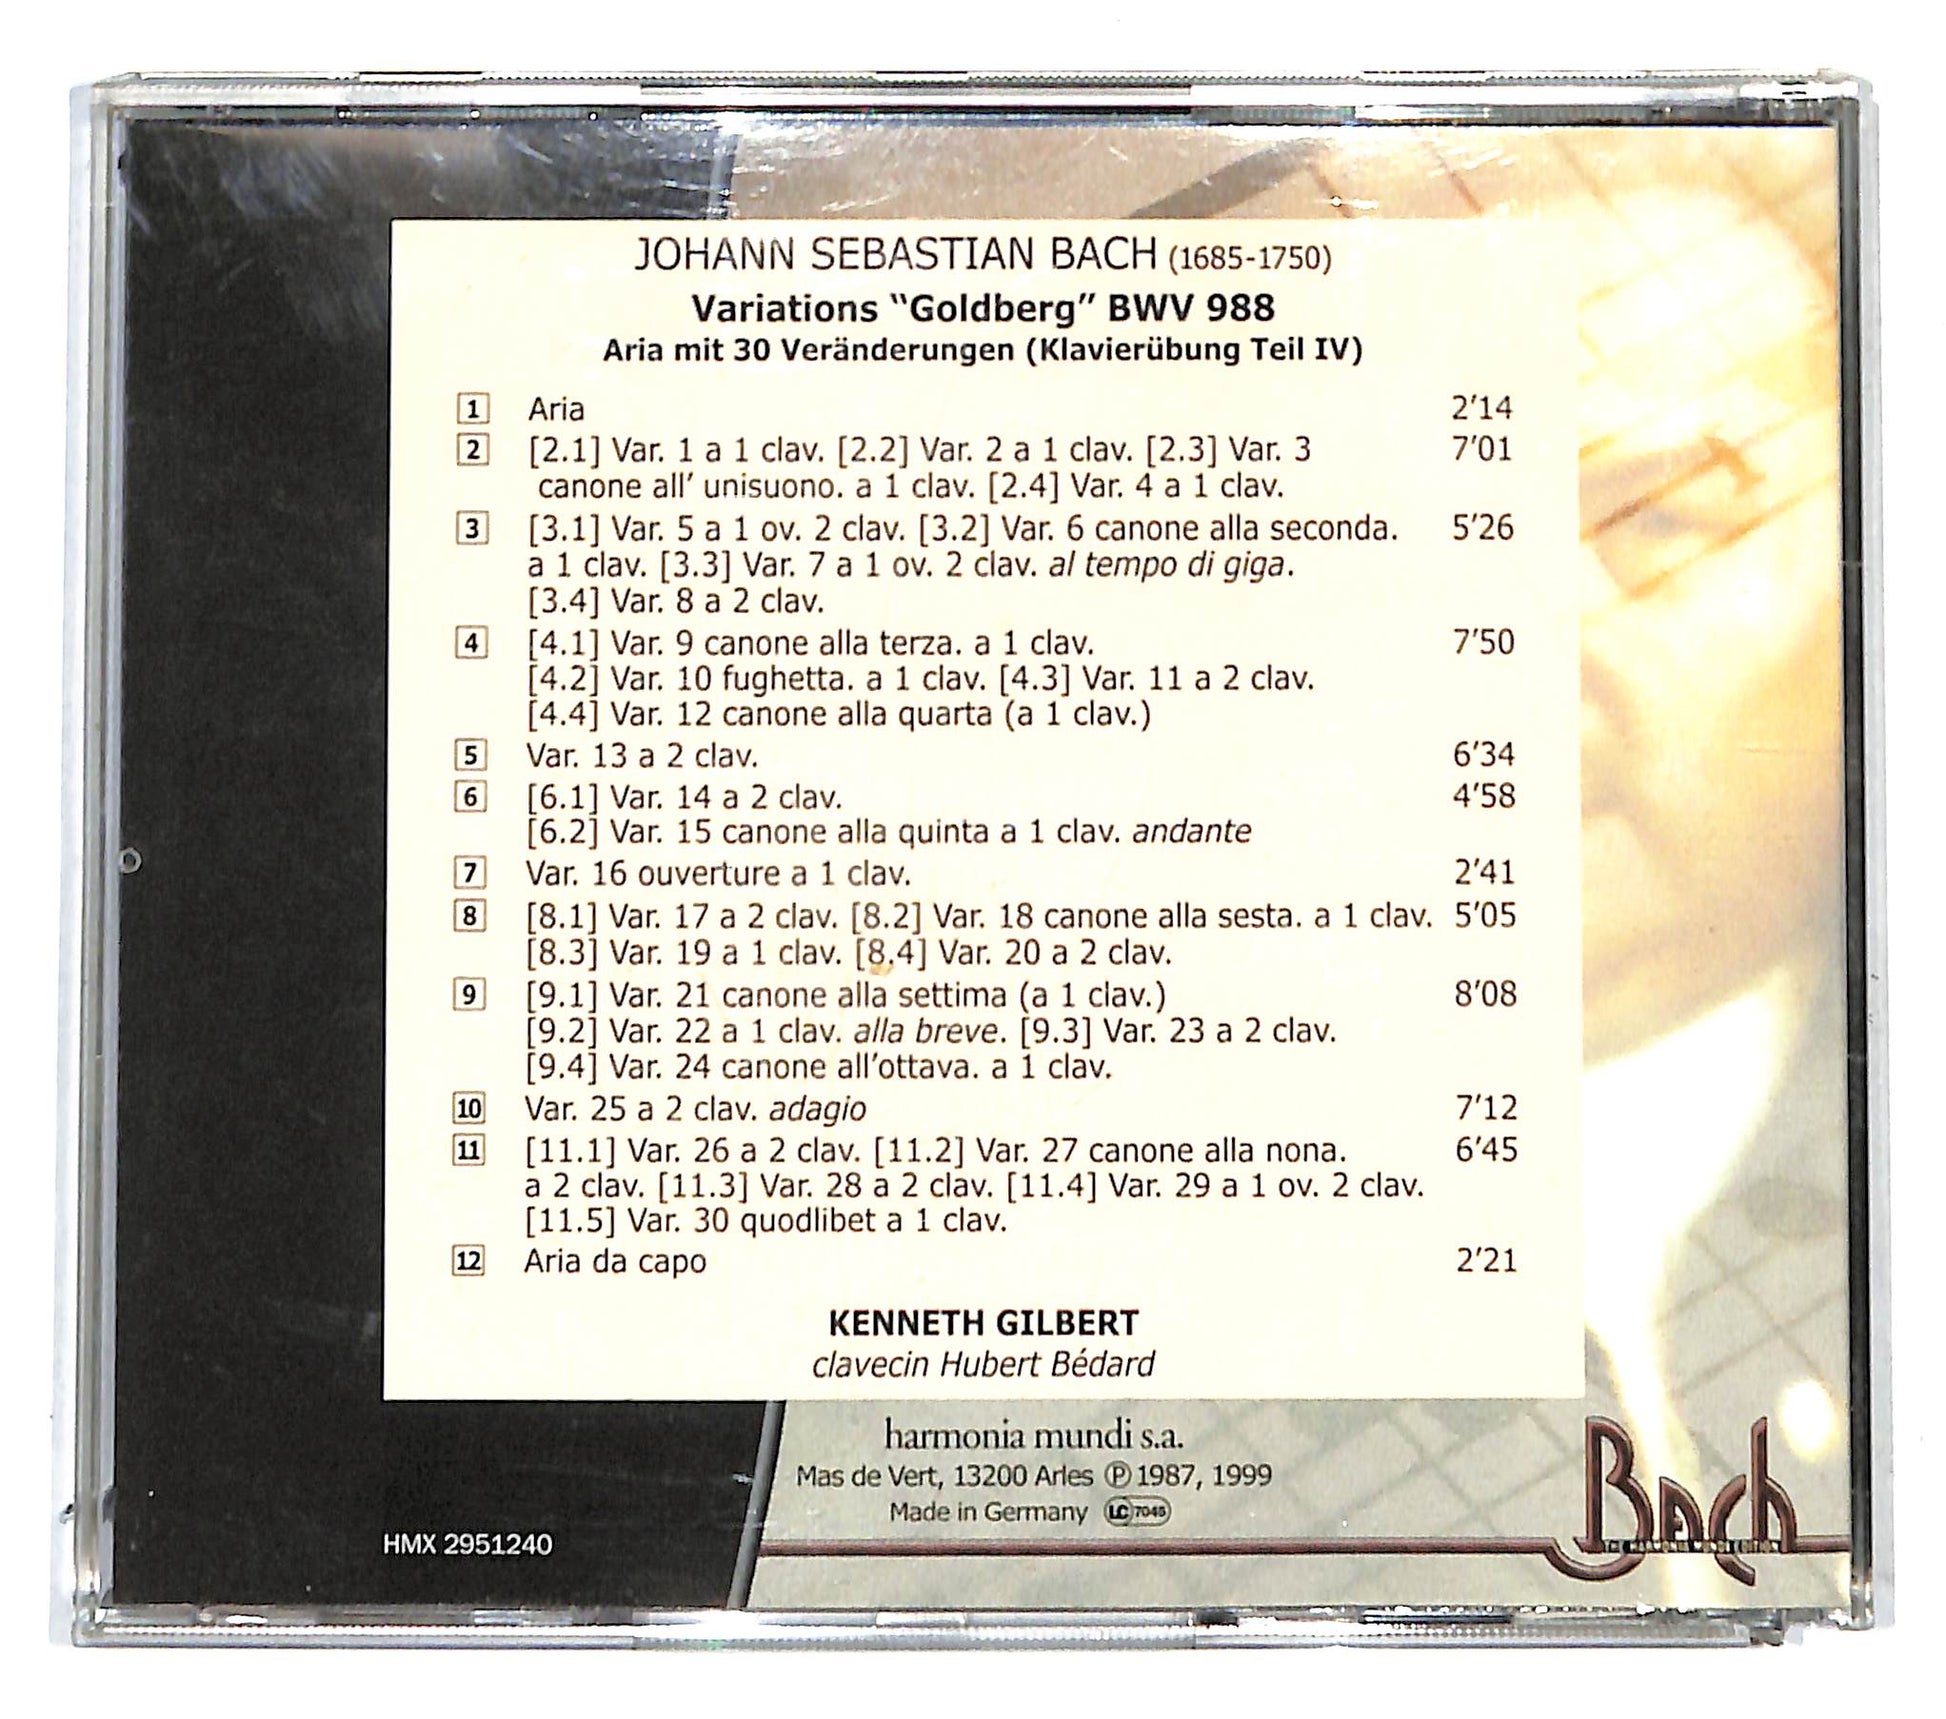 JOHANN SEBASTIAN BACH (1685-1750)
Variations "Goldberg" BWV 988
Aria mit 30 Veränderungen (Klavierübung Teil IV)
1 Aria 2'14
2 [2.1] Var. 1 a 1 clav. [2.2] Var. 2 a 1 clav. [2.3] Var. 3 7'01
canone all' unisuono. a 1 clav. [2.4] Var. 4 a 1 clav.
3 [3.1] Var. 5 a 1 ov. 2 clav. [3.2] Var. 6 canone alla seconda. 5'26
a 1 clav. [3.3] Var. 7 a 1 ov. 2 clav. al tempo di giga.
[3.4] Var. 8 a 2 clav.
4 [4.1] Var. 9 canone alla terza. a 1 clav. 7'50
[4.2] Var. 10 fughetta. a 1 clav. [4.3] Var. 11 a 2 clav.
[4.4] Var. 12 canone alla quarta (a 1 clav.)
5 Var. 13 a 2 clav. 6'34
6 [6.1] Var. 14 a 2 clav. 4'58
[6.2] Var. 15 canone alla quinta a 1 clav. andante
7 Var. 16 ouverture a 1 clav. 2'41
8 [8.1] Var. 17 a 2 clav. [8.2] Var. 18 canone alla sesta. a 1 clav. 5'05
[8.3] Var. 19 a 1 clav. [8.4] Var. 20 a 2 clav.
9 [9.1] Var. 21 canone alla settima (a 1 clav.) 8'08
[9.2] Var. 22 a 1 clav. alla breve. [9.3] Var. 23 a 2 clav.
[9.4] Var. 24 canone all'ottava. a 1 clav.
10 Var. 25 a 2 clav. adagio 7'12
11 [11.1] Var. 26 a 2 clav. [11.2] Var. 27 canone alla nona. 6'45
a 2 clav. [11.3] Var. 28 a 2 clav. [11.4] Var. 29 a 1 ov. 2 clav.
[11.5] Var. 30 quodlibet a 1 clav.
12 Aria da capo 2'21
KENNETH GILBERT
clavecin Hubert Bédard
harmonia mundi s.a.
Mas de Vert, 13200 Arles ℗ 1987, 1999
Made in Germany LC 7045
HMX 2951240
Bach
THE HARMONIA MUNDI EDITION